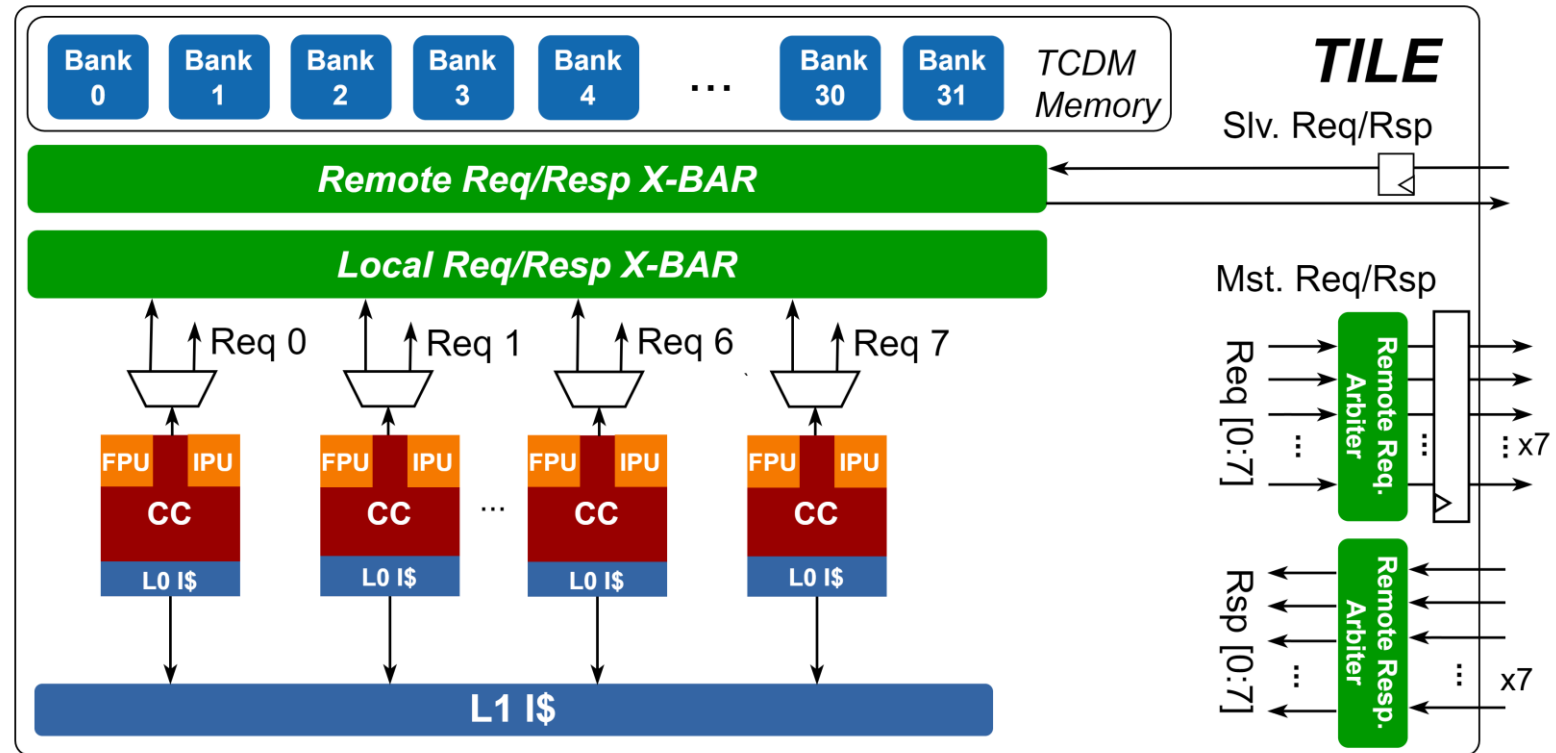 TILE
Bank 0
Bank 1
Bank 2
Bank 3
Bank 4
...
Bank 30
Bank 31
TCDM
Memory
Slv. Req/Rsp
Remote Req/Resp X-BAR
Local Req/Resp X-BAR
Mst. Req/Rsp
Req 0
Req 1
Req 6
Req 7
FPU
IPU
CC
L0 I$
FPU
IPU
CC
L0 I$
...
FPU
IPU
CC
L0 I$
FPU
IPU
CC
L0 I$
L1 I$
Req [0:7]
...
Remote Req.
Arbiter
...
... x7
Rsp [0:7]
...
Remote Resp.
Arbiter
...
x7